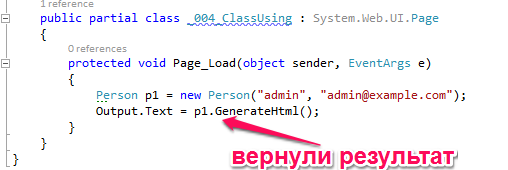 1 reference
public partial class _004_ClassUsing : System.Web.UI.Page
{
0 references
protected void Page_Load(object sender, EventArgs e)
{
Person p1 = new Person("admin", "admin@example.com");
Output.Text = p1.GenerateHtml();
}
}
}
вернули результат